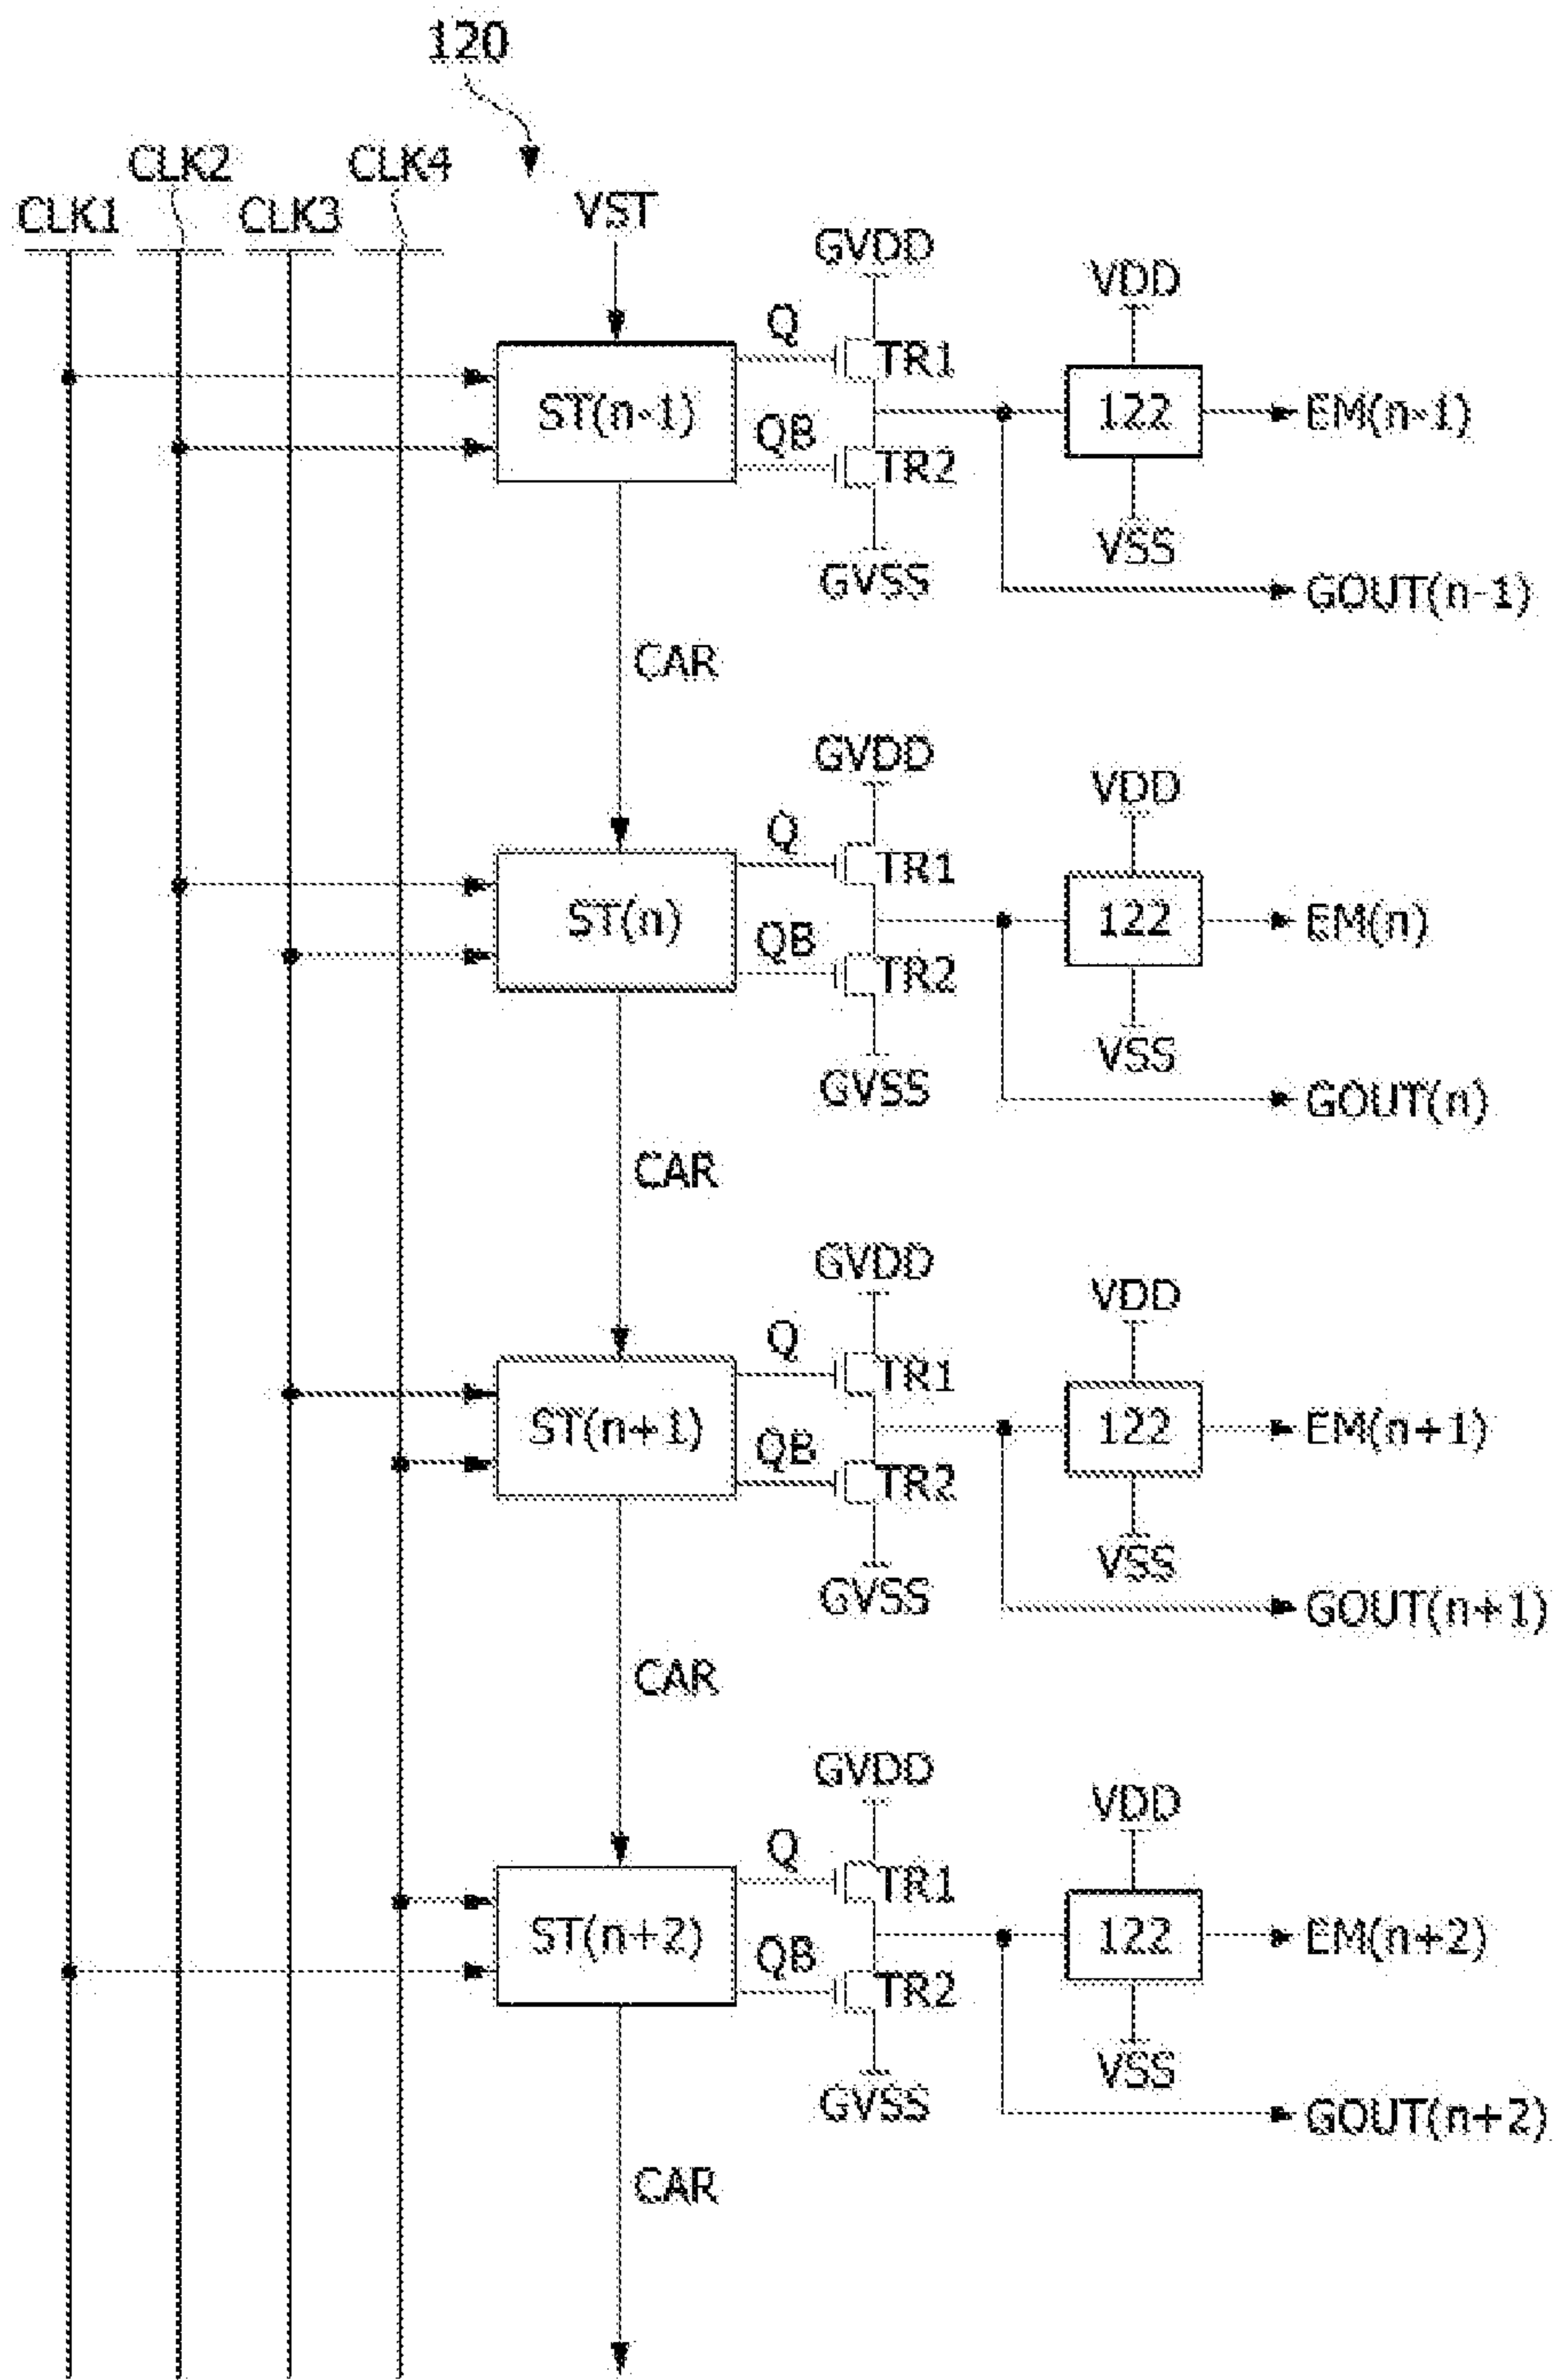 120
CLK1 CLK2 CLK3 CLK4
VST
GVDD
VDD
Q
TR1
ST(n-1)
122
EM(n-1)
QB
TR2
VSS
GVSS
GOUT(n-1)
CAR
GVDD
VDD
Q
TR1
ST(n)
122
EM(n)
QB
TR2
VSS
GVSS
GOUT(n)
CAR
GVDD
VDD
Q
TR1
ST(n+1)
122
EM(n+1)
QB
TR2
VSS
GVSS
GOUT(n+1)
CAR
GVDD
VDD
Q
TR1
ST(n+2)
122
EM(n+2)
QB
TR2
VSS
GVSS
GOUT(n+2)
CAR